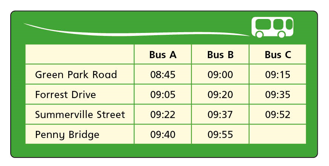 Bus A Bus B Bus C
Green Park Road 08:45 09:00 09:15
Forrest Drive 09:05 09:20 09:35
Summerville Street 09:22 09:37 09:52
Penny Bridge 09:40 09:55